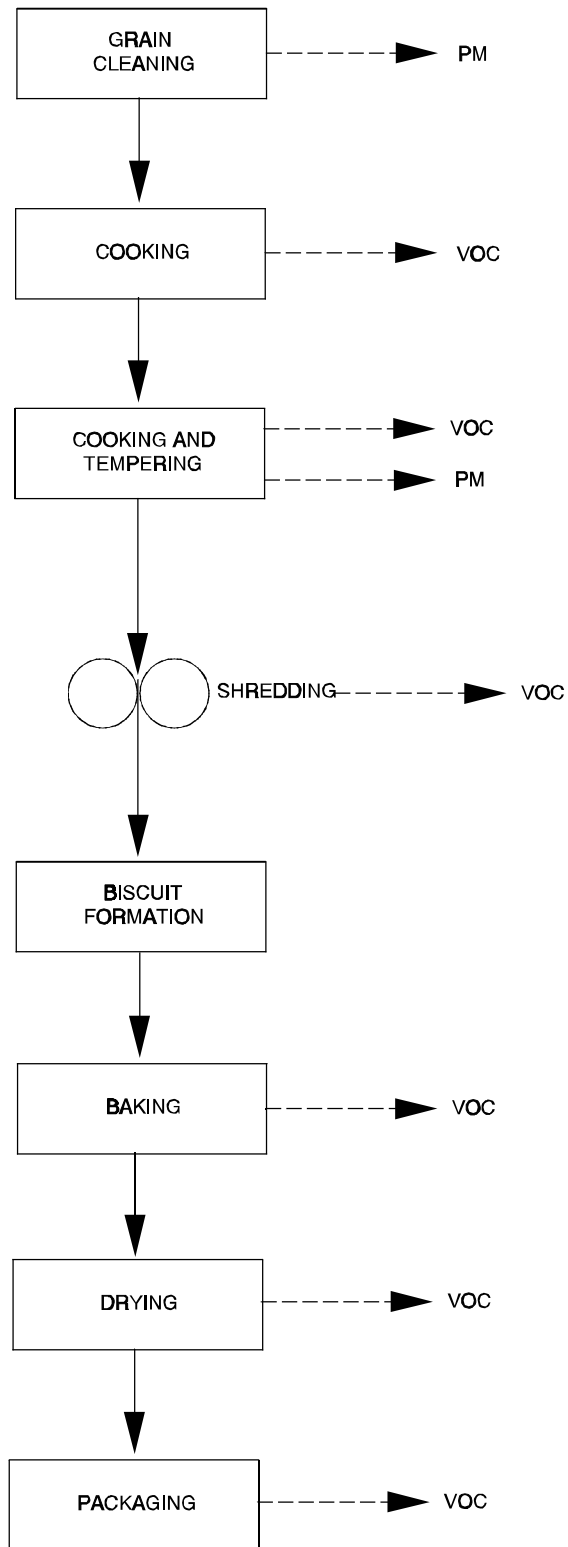 GRAIN
CLEANING
PM
COOKING
VOC
COOKING AND
TEMPERING
VOC
PM
SHREDDING
VOC
BISCUIT
FORMATION
BAKING
VOC
DRYING
VOC
PACKAGING
VOC